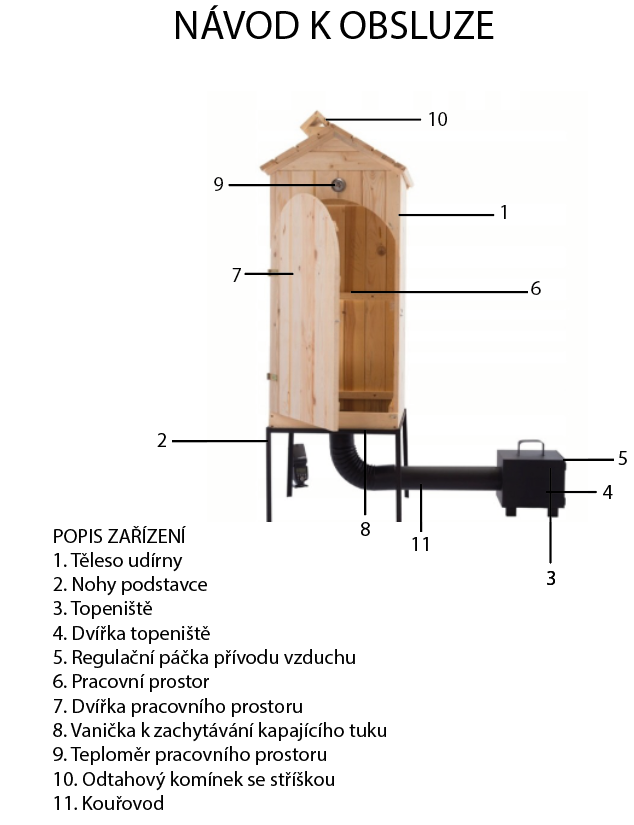 NÁVOD K OBSLUZE
10
9
1
7
6
2
5
4
8
11
3
POPIS ZAŘÍZENÍ
1. Těleso udírny
2. Nohy podstavce
3. Topeniště
4. Dvířka topeniště
5. Regulační páčka přívodu vzduchu
6. Pracovní prostor
7. Dvířka pracovního prostoru
8. Vanička k zachytávání kapajícího tuku
9. Teploměr pracovního prostoru
10. Odtahový komínek se stříškou
11. Kouřovod